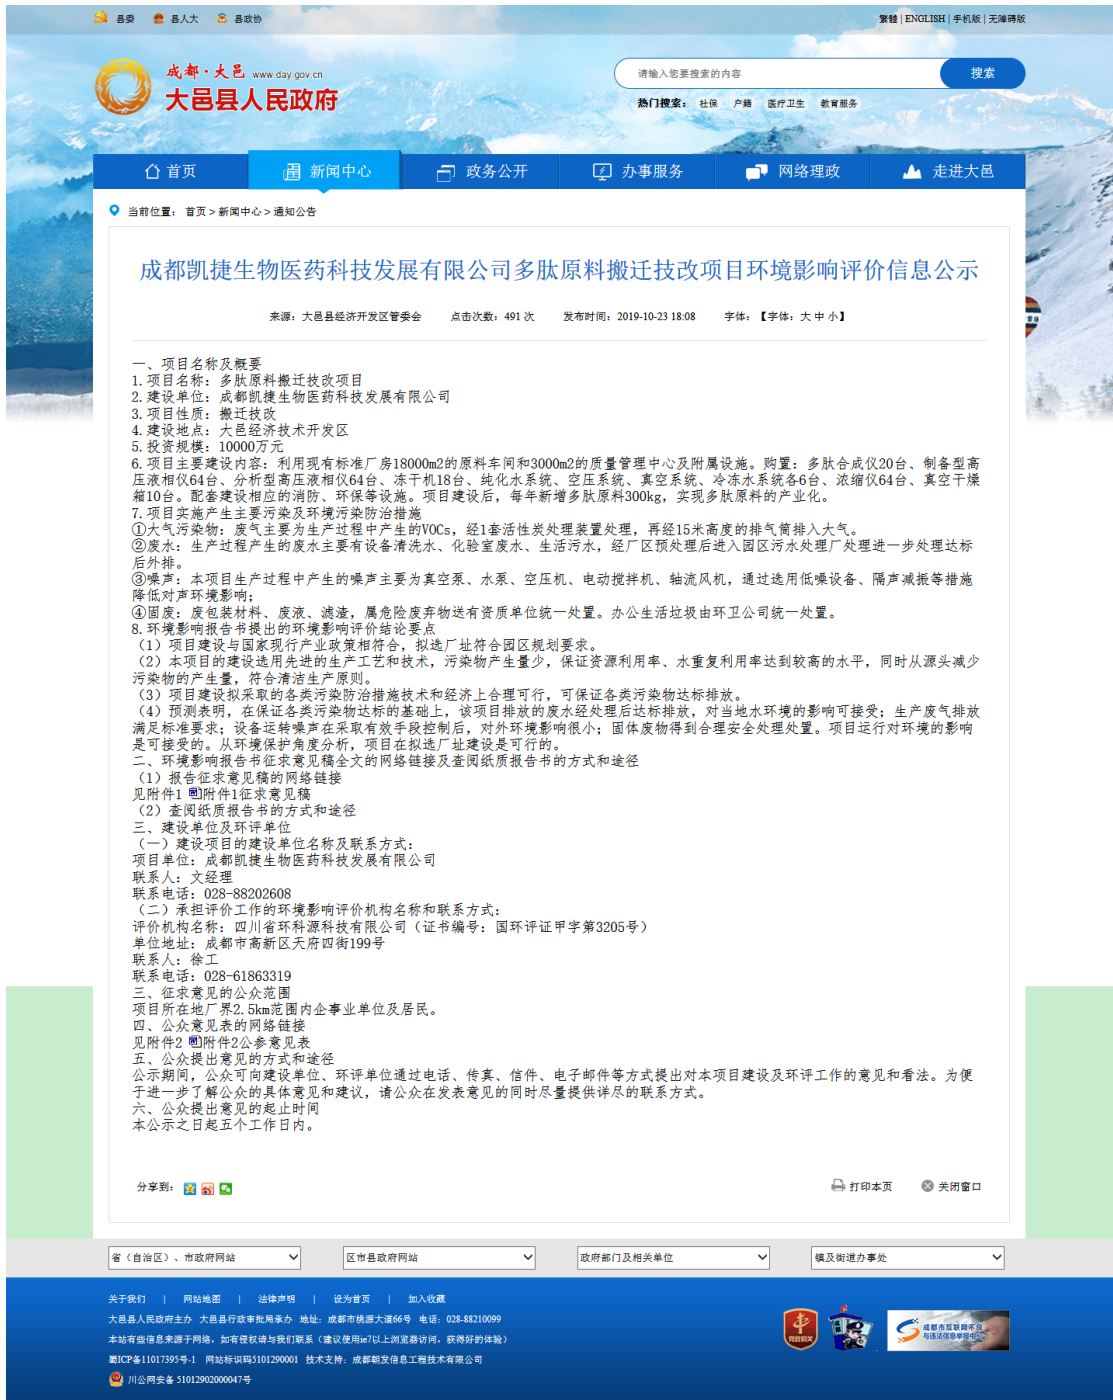 县委 县人大 县政协 繁體 | ENGLISH | 手机版 | 无障碍版
成都·大邑 www.day.gov.cn
大邑县人民政府
请输入您要搜索的内容 搜索
热门搜索： 社保 户籍 医疗卫生 教育服务
首页 新闻中心 政务公开 办事服务 网络理政 走进大邑
当前位置： 首页 > 新闻中心 > 通知公告
成都凯捷生物医药科技发展有限公司多肽原料搬迁技改项目环境影响评价信息公示
来源：大邑县经济开发区管委会 点击次数：491 次 发布时间：2019-10-23 18:08 字体：【字体：大 中 小】
一、项目名称及概要
1.项目名称：多肽原料搬迁技改项目
2.建设单位：成都凯捷生物医药科技发展有限公司
3.项目性质：搬迁技改
4.建设地点：大邑经济技术开发区
5.投资规模：10000万元
6.项目主要建设内容：利用现有标准厂房18000m2的原料车间和3000m2的质量管理中心及附属设施。购置：多肽合成仪20台、制备型高
压液相仪64台、分析型高压液相仪64台、冻干机18台、纯化水系统、空压系统、真空系统、冷冻水系统各6台、浓缩仪64台、真空干燥
箱10台。配套建设相应的消防、环保等设施。项目建设后，每年新增多肽原料300kg，实现多肽原料的产业化。
7.项目实施产生主要污染及环境污染防治措施
①大气污染物：废气主要为生产过程中产生的VOCs，经1套活性炭处理装置处理，再经15米高度的排气筒排入大气。
②废水：生产过程产生的废水主要有设备清洗水、化验室废水、生活污水，经厂区预处理后进入园区污水处理厂处理进一步处理达标
后外排。
③噪声：本项目生产过程中产生的噪声主要为真空泵、水泵、空压机、电动搅拌机、轴流风机，通过选用低噪设备、隔声减振等措施
降低对声环境影响；
④固废：废包装材料、废液、滤渣，属危险废弃物送有资质单位统一处置。办公生活垃圾由环卫公司统一处置。
8.环境影响报告书提出的环境影响评价结论要点
（1）项目建设与国家现行产业政策相符合，拟选厂址符合园区规划要求。
（2）本项目的建设选用先进的生产工艺和技术，污染物产生量少，保证资源利用率、水重复利用率达到较高的水平，同时从源头减少
污染物的产生量，符合清洁生产原则。
（3）项目建设拟采取的各类污染防治措施技术和经济上合理可行，可保证各类污染物达标排放。
（4）预测表明，在保证各类污染物达标的基础上，该项目排放的废水经处理后达标排放，对当地水环境的影响可接受；生产废气排放
满足标准要求；设备运转噪声在采取有效手段控制后，对外环境影响很小；固体废物得到合理安全处理处置。项目运行对环境的影响
是可接受的。从环境保护角度分析，项目在拟选厂址建设是可行的。
二、环境影响报告书征求意见稿全文的网络链接及查阅纸质报告书的方式和途径
（1）报告征求意见稿的网络链接
见附件1 附件1征求意见稿
（2）查阅纸质报告书的方式和途径
三、建设单位及环评单位
（一）建设项目的建设单位名称及联系方式：
项目单位：成都凯捷生物医药科技发展有限公司
联系人：文经理
联系电话：028-88202608
（二）承担评价工作的环境影响评价机构名称和联系方式：
评价机构名称：四川省环科源科技有限公司（证书编号：国环评证甲字第3205号）
单位地址：成都市高新区天府四街199号
联系人：徐工
联系电话：028-61863319
三、征求意见的公众范围
项目所在地厂界2.5km范围内企事业单位及居民。
四、公众意见表的网络链接
见附件2 附件2公参意见表
五、公众提出意见的方式和途径
公示期间，公众可向建设单位、环评单位通过电话、传真、信件、电子邮件等方式提出对本项目建设及环评工作的意见和看法。为便
于进一步了解公众的具体意见和建议，请公众在发表意见的同时尽量提供详尽的联系方式。
六、公众提出意见的起止时间
本公示之日起五个工作日内。
分享到： 打印本页 关闭窗口
省（自治区）、市政府网站 区市县政府网站 政府部门及相关单位 镇及街道办事处
关于我们 | 网站地图 | 法律声明 | 设为首页 | 加入收藏
大邑县人民政府主办 大邑县行政审批局承办 地址：成都市桃源大道66号 电话：028-88210099
本站有些信息来源于网络，如有侵权请与我们联系（建议使用ie7以上浏览器访问，获得好的体验）
蜀ICP备11017395号-1 网站标识码5101290001 技术支持：成都朝发信息工程技术有限公司
川公网安备 51012902000047号
党政机关
成都市互联网不良
与违法信息举报中心